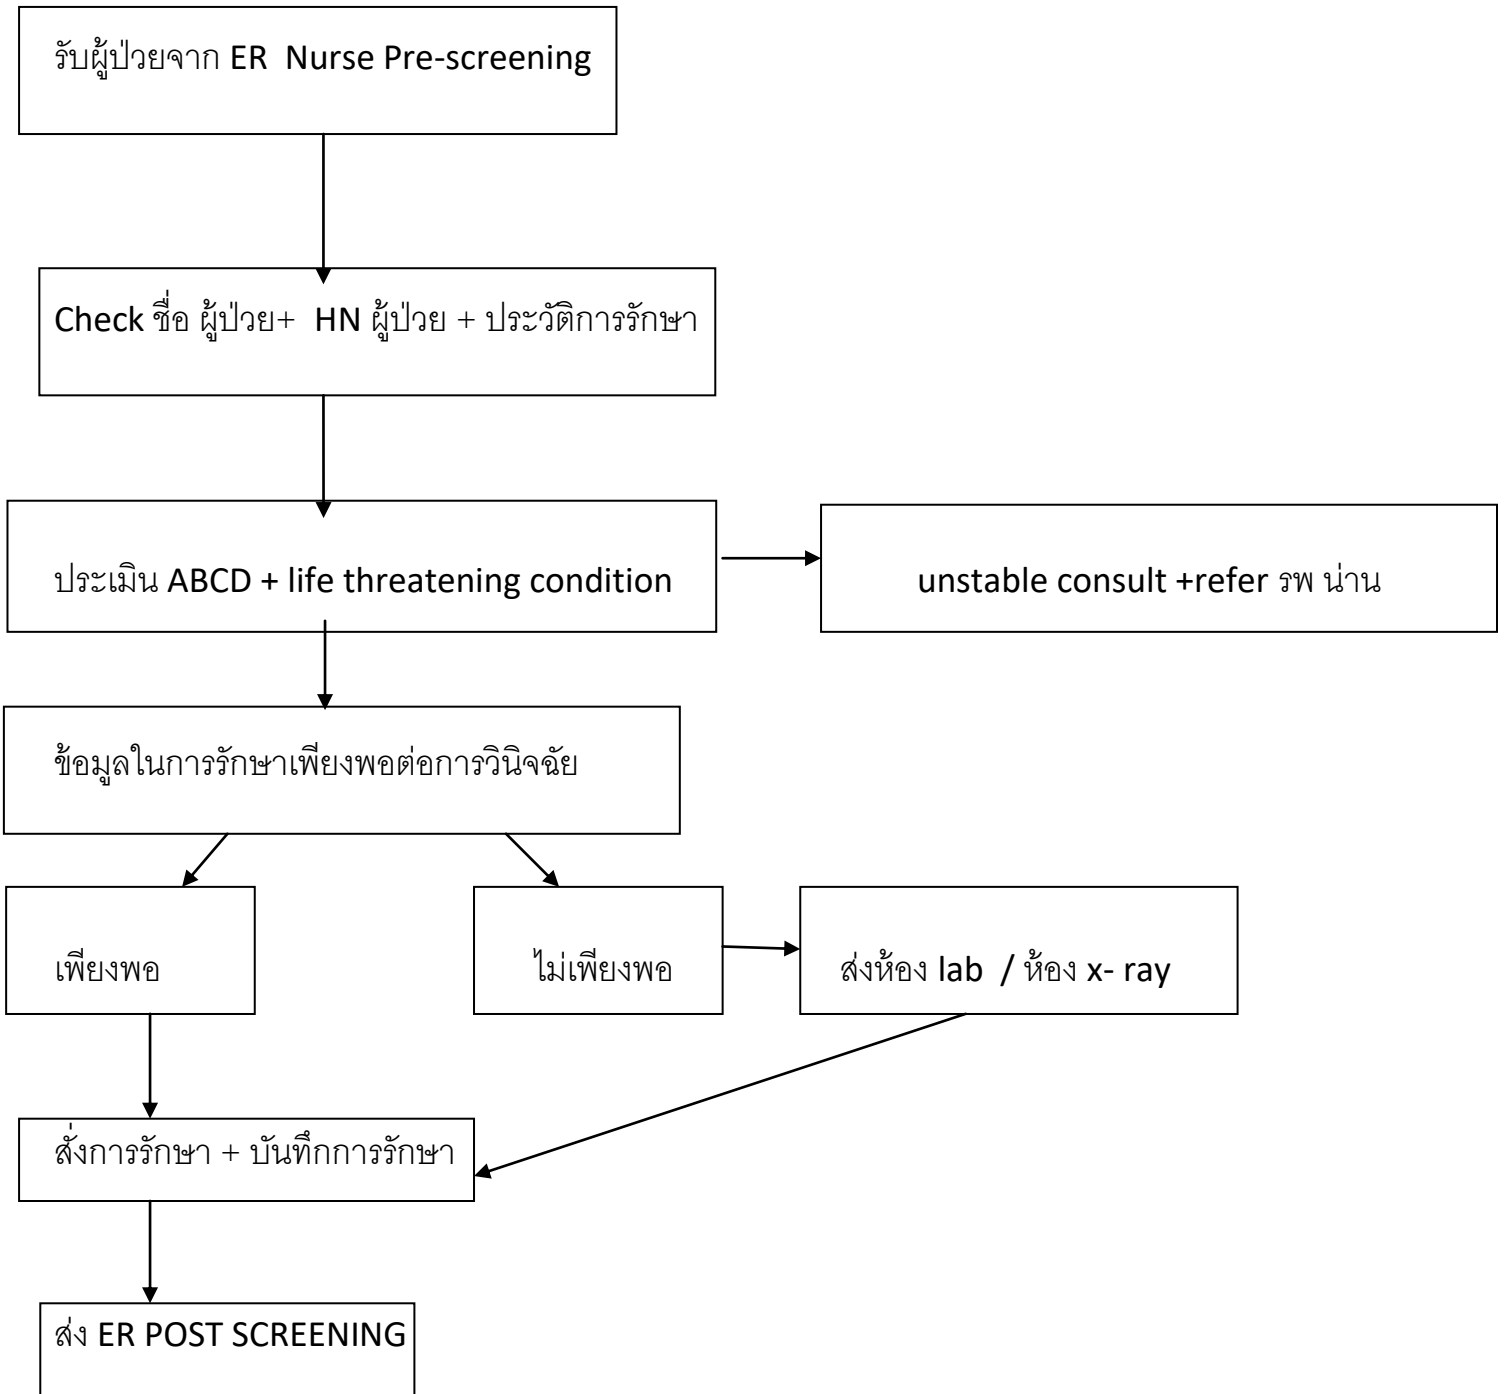 รับผู้ป่วยจาก ER Nurse Pre-screening
Check ชื่อ ผู้ป่วย+ HN ผู้ป่วย + ประวัติการรักษา
ประเมิน ABCD + life threatening condition
unstable consult +refer รพ น่าน
ข้อมูลในการรักษาเพียงพอต่อการวินิจฉัย
เพียงพอ
ไม่เพียงพอ
ส่งห้อง lab / ห้อง x- ray
สั่งการรักษา + บันทึกการรักษา
ส่ง ER POST SCREENING